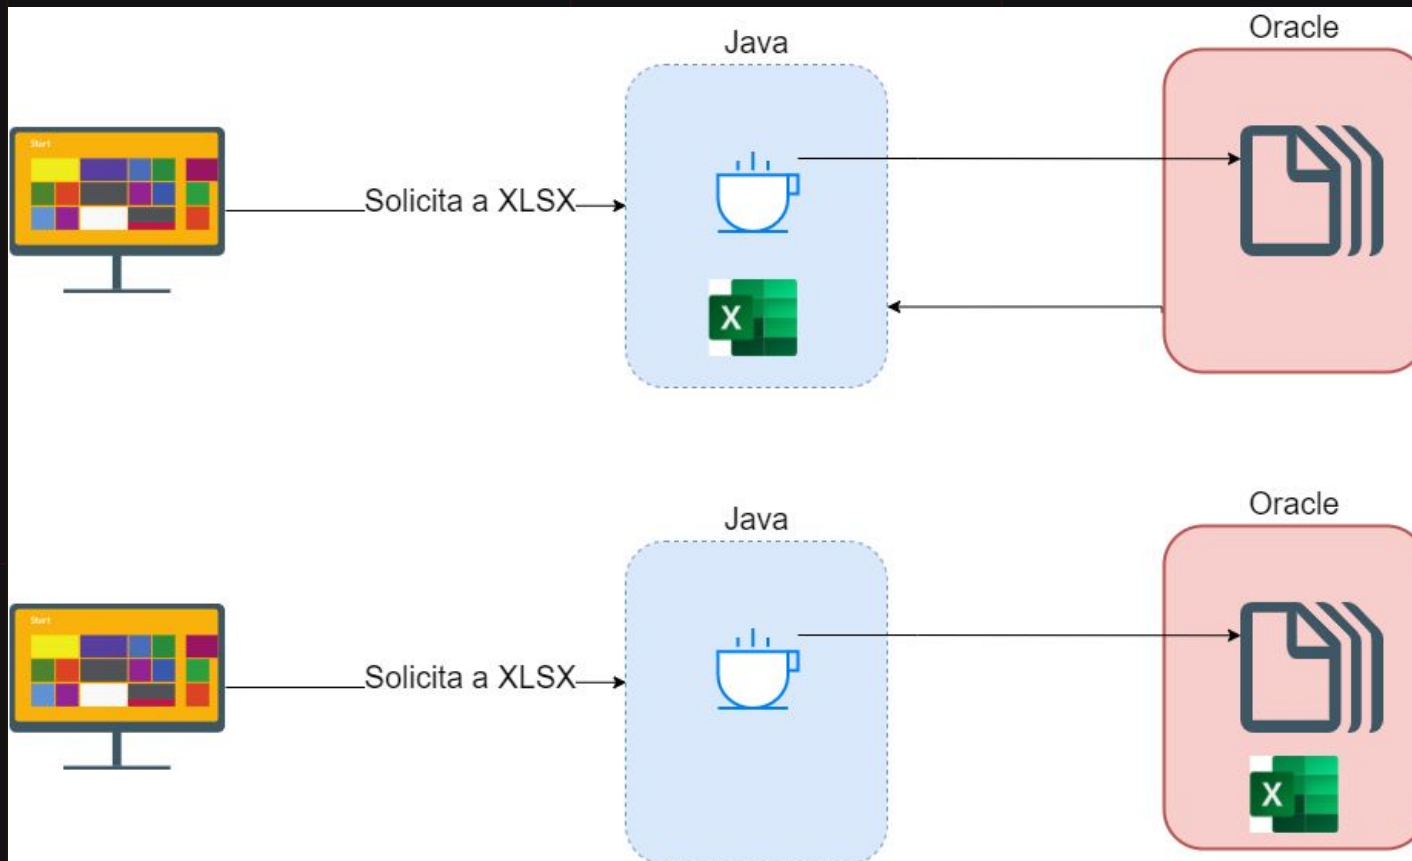 Oracle
Java
Start
Solicita a XLSX
X
Oracle
Java
Start
Solicita a XLSX
X